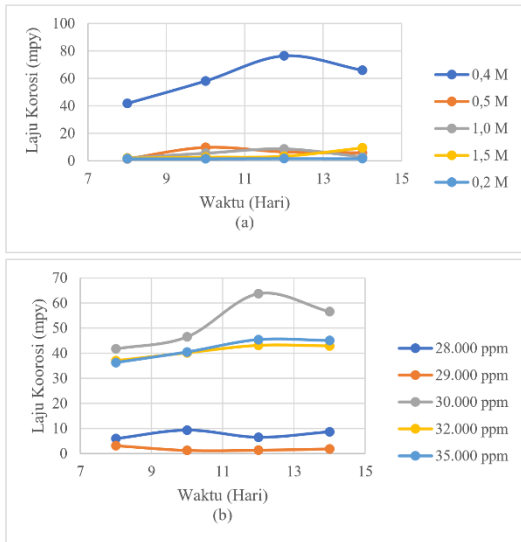 100
80
60
40
20
0
7 9 11 13 15
Laju Korosi (mpy)
Waktu (Hari)
(a)
0,4 M
0,5 M
1,0 M
1,5 M
0,2 M
70
60
50
40
30
20
10
0
7 9 11 13 15
Laju Koorosi (mpy)
Waktu (Hari)
(b)
28.000 ppm
29.000 ppm
30.000 ppm
32.000 ppm
35.000 ppm